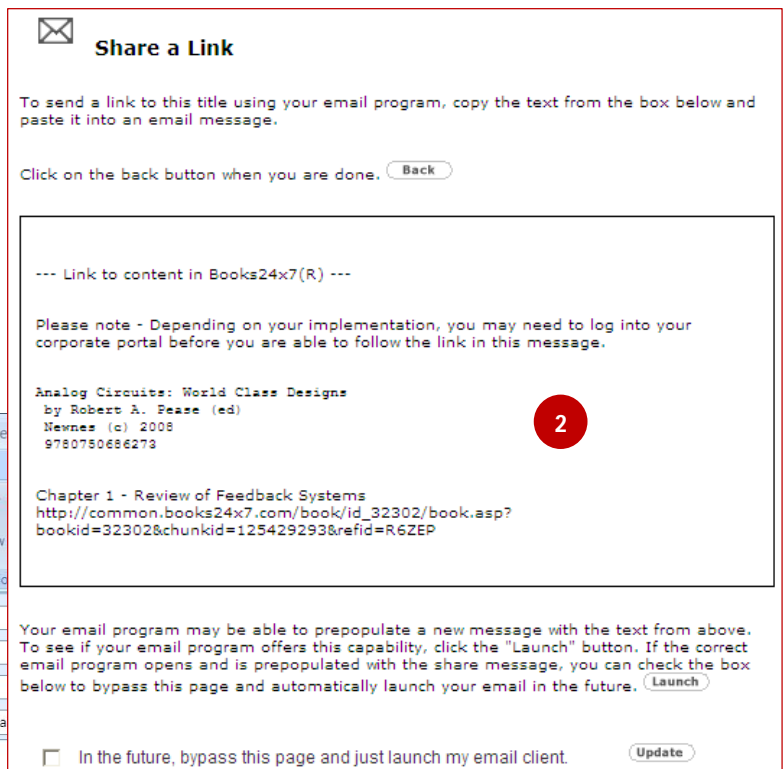 Share a Link
To send a link to this title using your email program, copy the text from the box below and
paste it into an email message.
Click on the back button when you are done. Back
--- Link to content in Books24x7(R) ---
Please note - Depending on your implementation, you may need to log into your
corporate portal before you are able to follow the link in this message.
Analog Circuits: World Class Designs
by Robert A. Pease (ed)
Newnes (c) 2008
9780750686273
2
Chapter 1 - Review of Feedback Systems
http://common.books24x7.com/book/id_32302/book.asp?
bookid=32302&chunkid=125429293&refid=R6ZEP
Your email program may be able to prepopulate a new message with the text from above.
To see if your email program offers this capability, click the "Launch" button. If the correct
email program opens and is prepopulated with the share message, you can check the box
below to bypass this page and automatically launch your email in the future. Launch
In the future, bypass this page and just launch my email client. Update